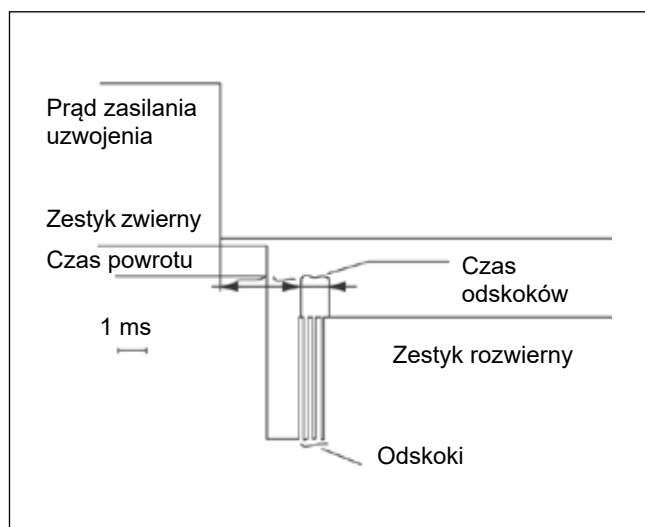 Prąd zasilania
uzwojenia
Zestyk zwierny
Czas powrotu
Czas
odskoków
1 ms
Zestyk rozwierny
Odskoki